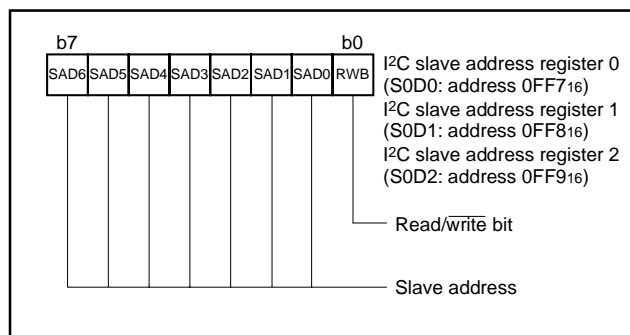 b7 b0
SAD6 SAD5 SAD4 SAD3 SAD2 SAD1 SAD0 RWB
I²C slave address register 0
(S0D0: address 0FF7₁₆)
I²C slave address register 1
(S0D1: address 0FF8₁₆)
I²C slave address register 2
(S0D2: address 0FF9₁₆)
Read/w̅r̅i̅t̅e̅ bit
Slave address